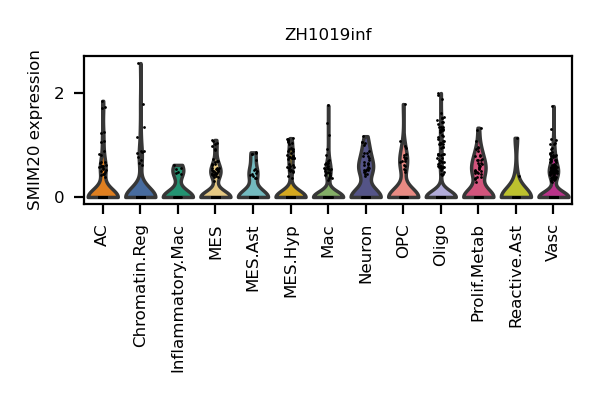 ZH1019inf
SMIM20 expression
2
0
AC
Chromatin.Reg
Inflammatory.Mac
MES
MES.Ast
MES.Hyp
Mac
Neuron
OPC
Oligo
Prolif.Metab
Reactive.Ast
Vasc